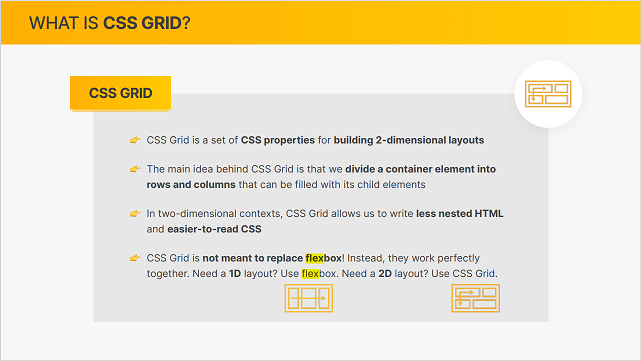 WHAT IS CSS GRID?
CSS GRID
👉 CSS Grid is a set of CSS properties for building 2-dimensional layouts
👉 The main idea behind CSS Grid is that we divide a container element into
rows and columns that can be filled with its child elements
👉 In two-dimensional contexts, CSS Grid allows us to write less nested HTML
and easier-to-read CSS
👉 CSS Grid is not meant to replace flexbox! Instead, they work perfectly
together. Need a 1D layout? Use flexbox. Need a 2D layout? Use CSS Grid.